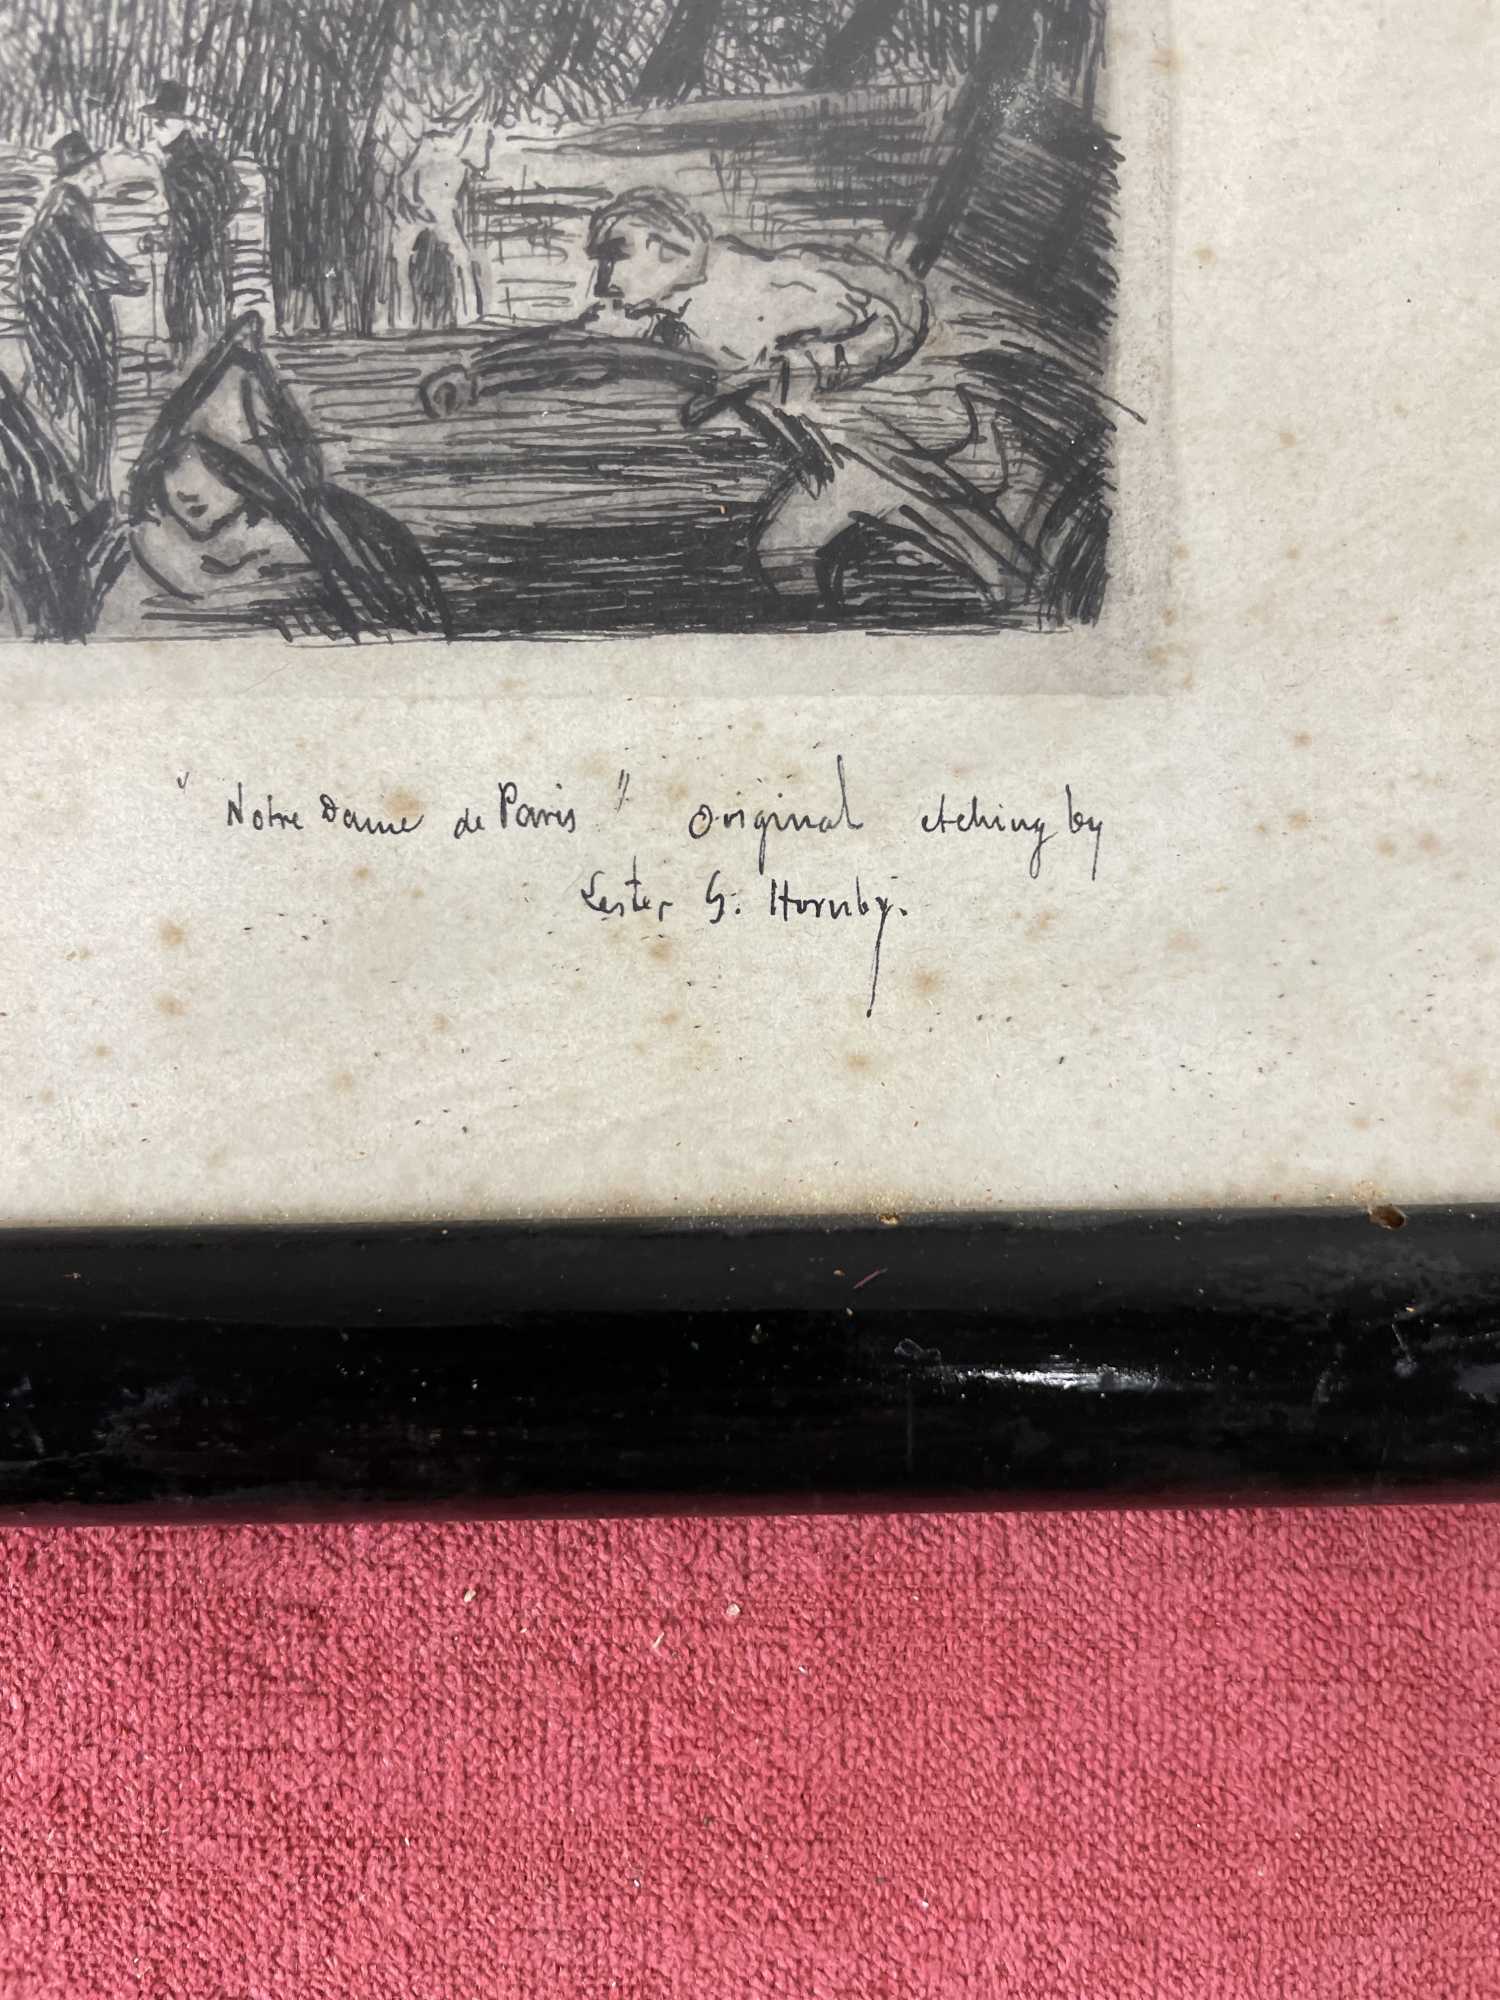 "Notre Dame de Paris" Original etching by
Lester G. Hornby.